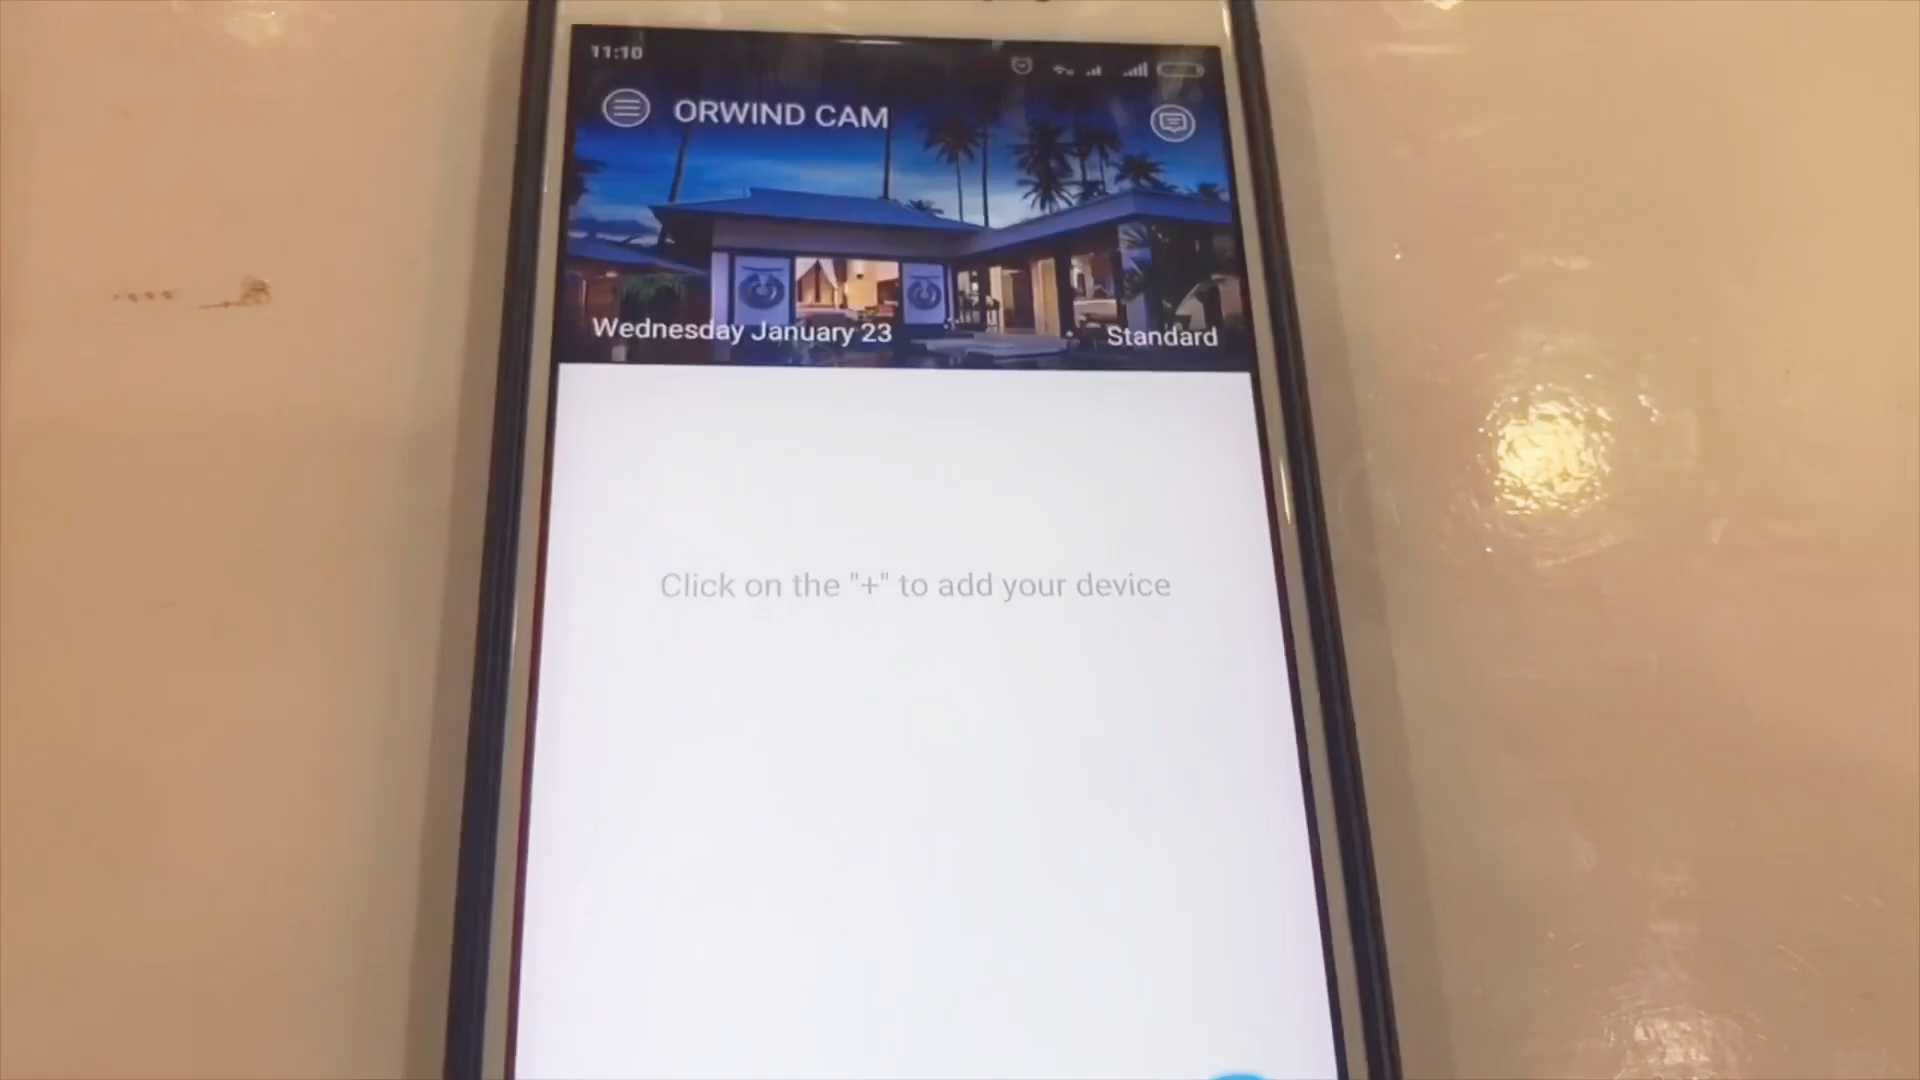 11:10
ORWIND CAM
Wednesday January 23
Standard
Click on the "+" to add your device